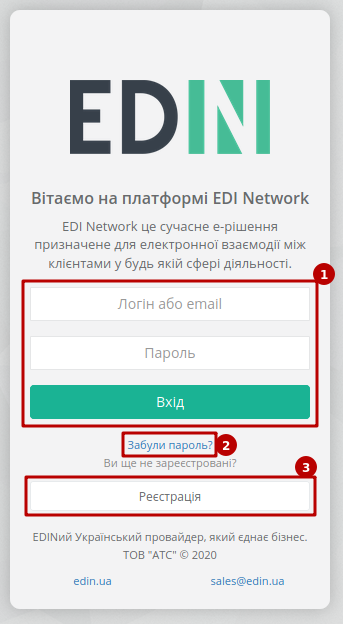 EDIN
Вітаємо на платформі EDI Network
EDI Network це сучасне е-рішення
призначене для електронної взаємодії між
клієнтами у будь якій сфері діяльності.
1
Логін або email
Пароль
Вхід
Забули пароль?
2
Ви ще не зареєстровані?
3
Реєстрація
EDINий Український провайдер, який єднає бізнес.
ТОВ "АТС" © 2020
edin.ua sales@edin.ua